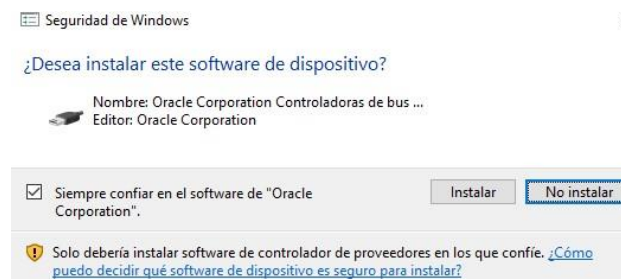 Seguridad de Windows
¿Desea instalar este software de dispositivo?
Nombre: Oracle Corporation Controladoras de bus ...
Editor: Oracle Corporation
Siempre confiar en el software de "Oracle
Corporation".
Instalar
No instalar
Solo debería instalar software de controlador de proveedores en los que confíe. ¿Cómo
puedo decidir qué software de dispositivo es seguro para instalar?